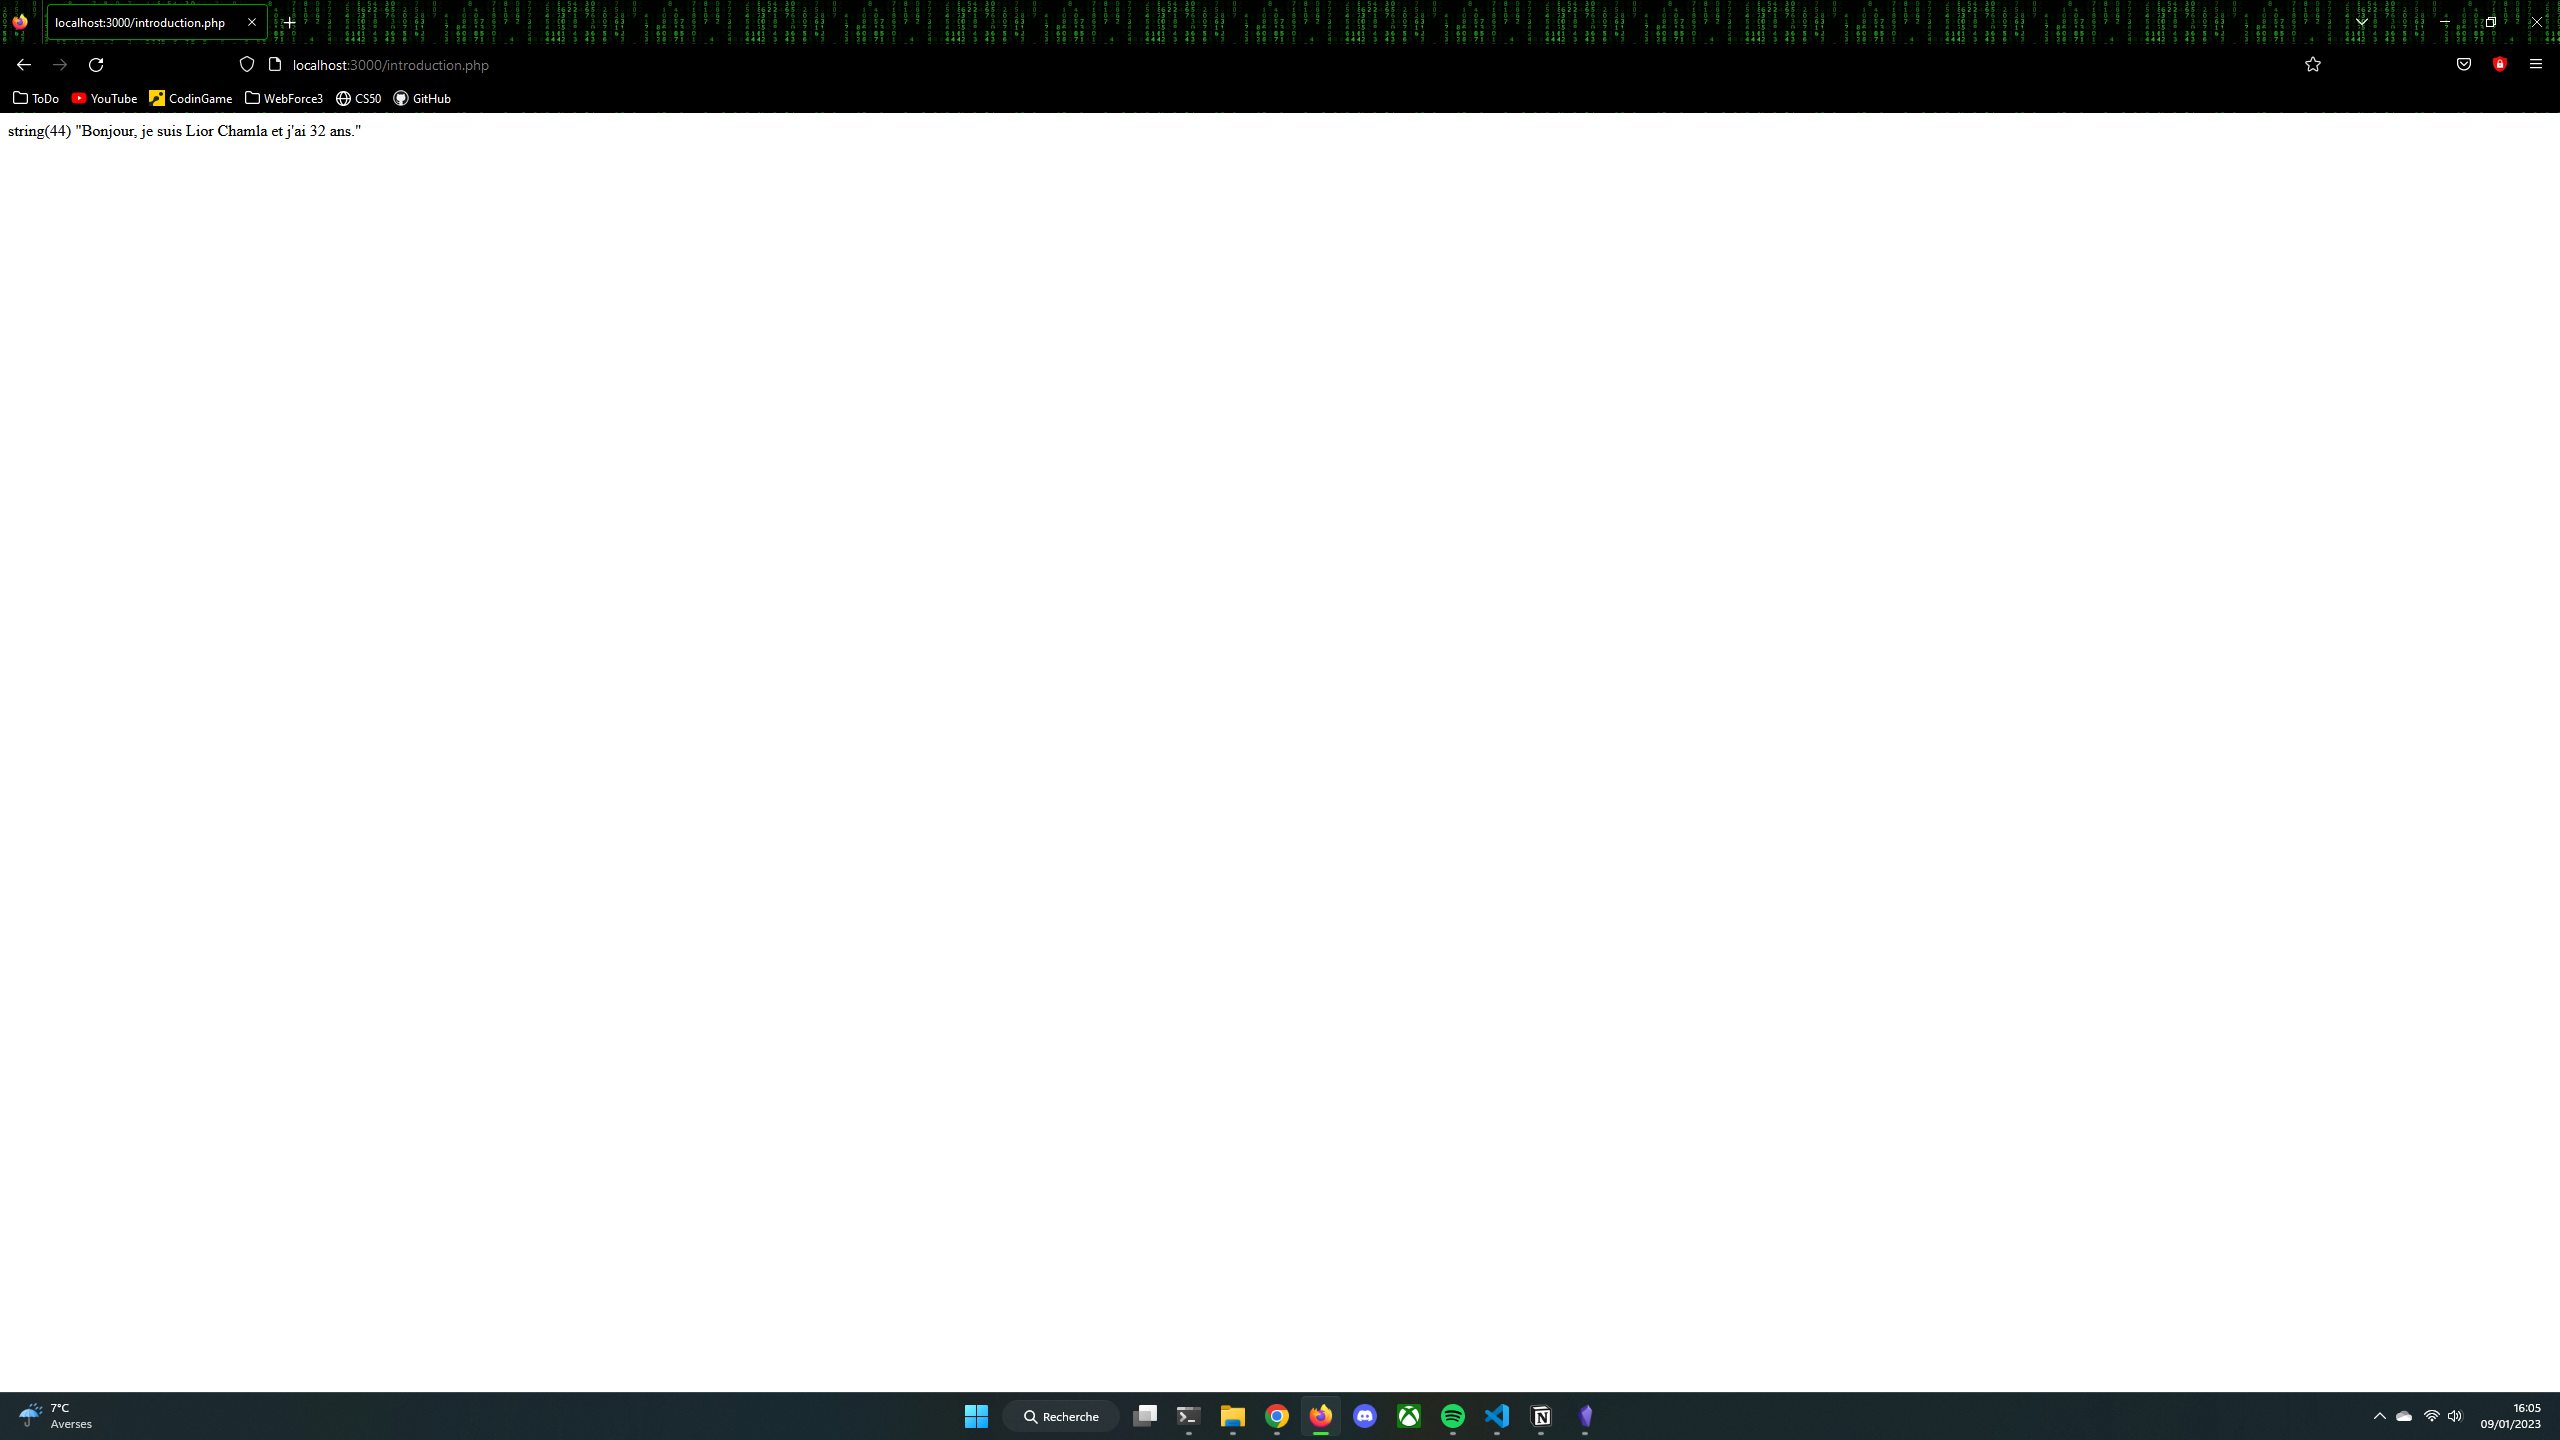 localhost:3000/introduction.php
localhost:3000/introduction.php
ToDo YouTube CodinGame WebForce3 CS50 GitHub
string(44) "Bonjour, je suis Lior Chamla et j'ai 32 ans."
7°C
Averses
Recherche
16:05
09/01/2023